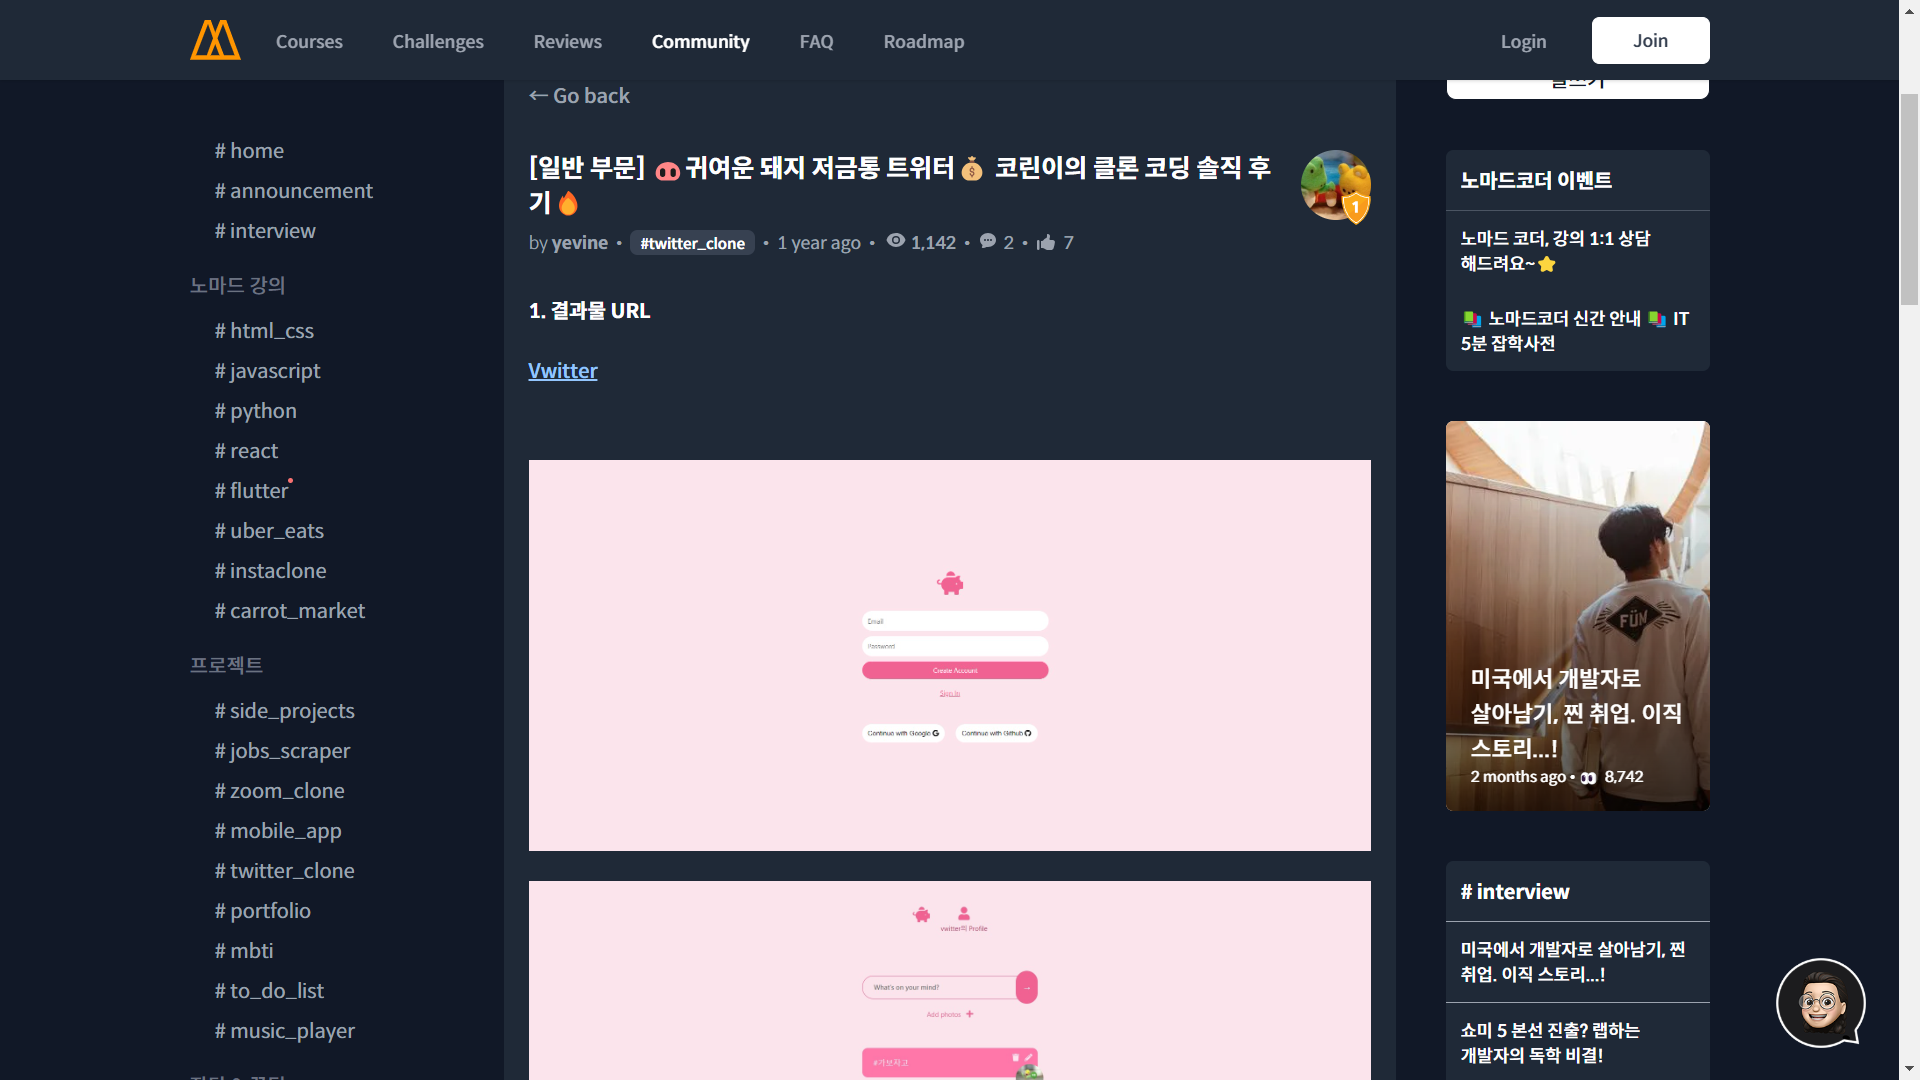 Courses
Challenges
Reviews
Community
FAQ
Roadmap
Login
Join
# home
# announcement
# interview
노마드 강의
# html_css
# javascript
# python
# react
# flutter
# uber_eats
# instaclone
# carrot_market
프로젝트
# side_projects
# jobs_scraper
# zoom_clone
# mobile_app
# twitter_clone
# portfolio
# mbti
# to_do_list
# music_player
← Go back
[일반 부문] 🐽귀여운 돼지 저금통 트위터💰 코린이의 클론 코딩 솔직 후
기🔥
1
by yevine • #twitter_clone • 1 year ago • 1,142 • 2 • 7
1. 결과물 URL
Vwitter
Email
Password
Create Account
Sign In
Continue with Google
Continue with Github
vwitter의 Profile
What's on your mind?
→
Add photos +
#가보자고
노마드코더 이벤트
노마드 코더, 강의 1:1 상담
해드려요~⭐
📚 노마드코더 신간 안내 📚 IT
5분 잡학사전
FÜM
미국에서 개발자로
살아남기, 찐 취업. 이직
스토리...!
2 months ago • 👀 8,742
# interview
미국에서 개발자로 살아남기, 찐
취업. 이직 스토리...!
쇼미 5 본선 진출? 랩하는
개발자의 독학 비결!